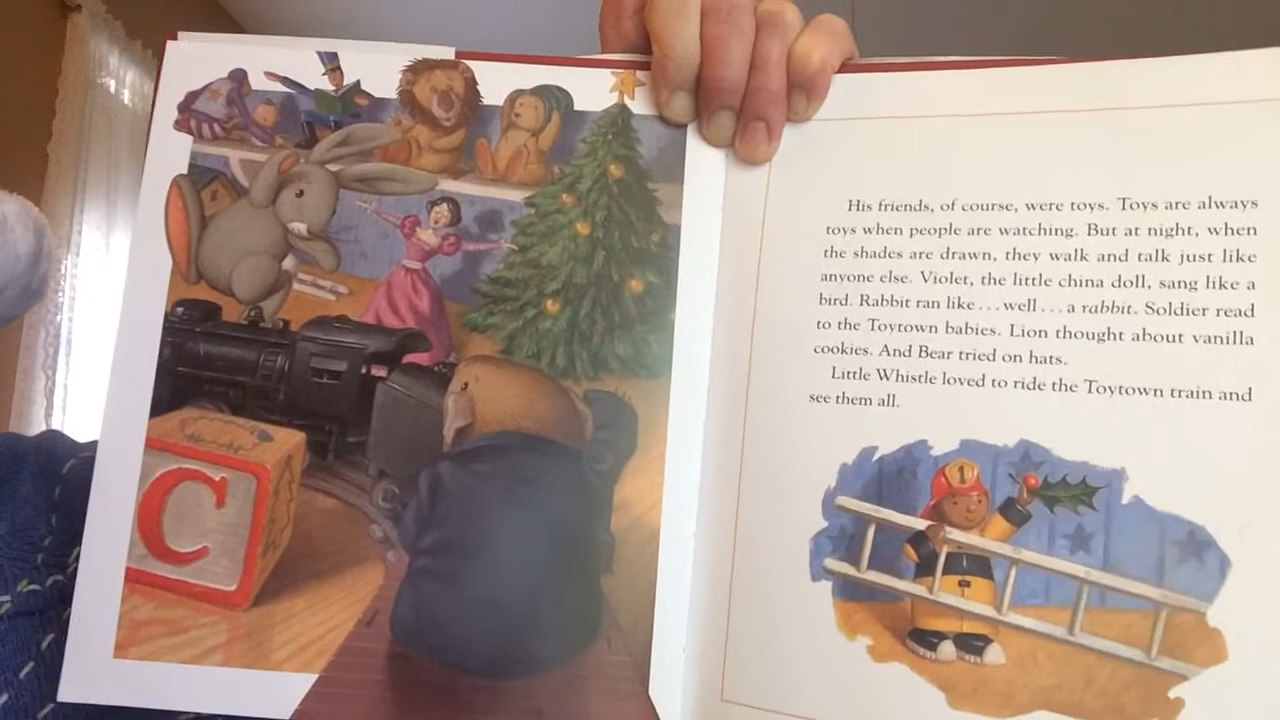 C
His friends, of course, were toys. Toys are always
toys when people are watching. But at night, when
the shades are drawn, they walk and talk just like
anyone else. Violet, the little china doll, sang like a
bird. Rabbit ran like...well...a rabbit. Soldier read
to the Toytown babies. Lion thought about vanilla
cookies. And Bear tried on hats.
Little Whistle loved to ride the Toytown train and
see them all.
1